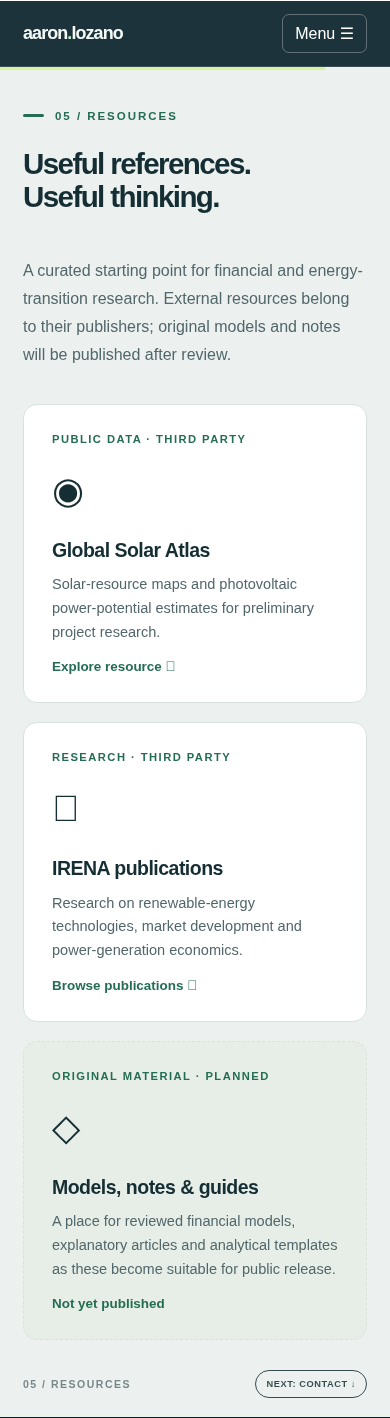 aaron.lozano
Menu ☰
05 / RESOURCES
Useful references.
Useful thinking.
A curated starting point for financial and energy-
transition research. External resources belong
to their publishers; original models and notes
will be published after review.
PUBLIC DATA · THIRD PARTY
◉
Global Solar Atlas
Solar-resource maps and photovoltaic
power-potential estimates for preliminary
project research.
Explore resource
RESEARCH · THIRD PARTY
IRENA publications
Research on renewable-energy
technologies, market development and
power-generation economics.
Browse publications
ORIGINAL MATERIAL · PLANNED
◇
Models, notes & guides
A place for reviewed financial models,
explanatory articles and analytical templates
as these become suitable for public release.
Not yet published
05 / RESOURCES
NEXT: CONTACT ↓